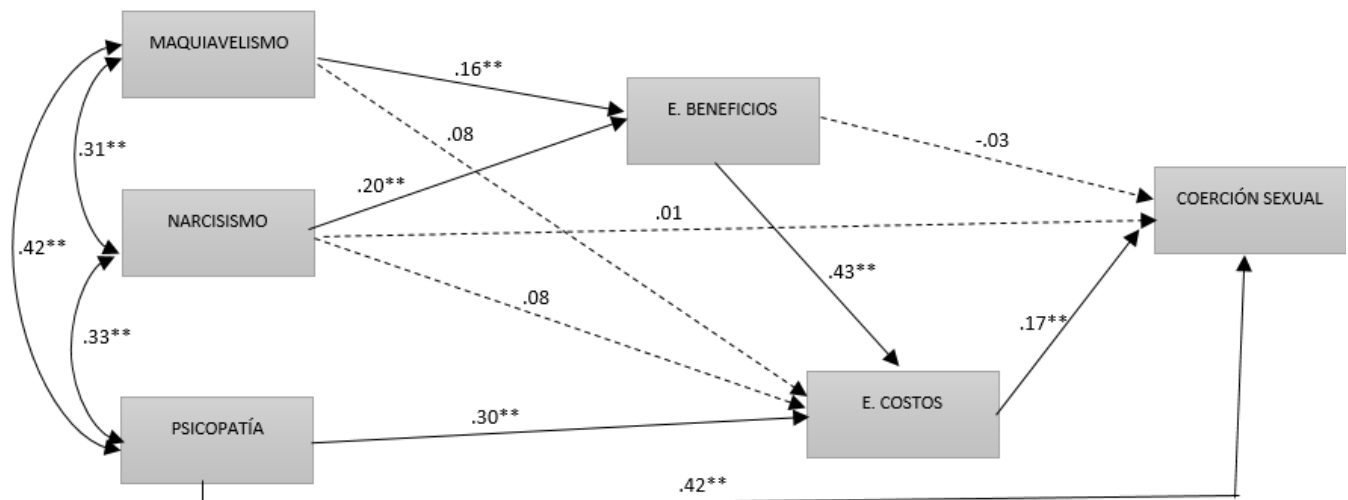 MAQUIAVELISMO
.16**
E. BENEFICIOS
.08
-.03
.31**
.20**
NARCISISMO
.01
COERCIÓN SEXUAL
.42**
.43**
.08
.33**
.17**
E. COSTOS
PSICOPATÍA
.30**
.42**